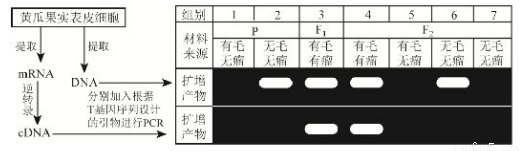 黄瓜果实表皮细胞
提取
提取
mRNA
逆转录
DNA
分别加入根据
T基因序列设计
的引物进行PCR
cDNA
组别 1 2 3 4 5 6 7
材料来源 P F₁ F₂
有毛无瘤 无毛无瘤 有毛有瘤 有毛有瘤 有毛无瘤 无毛无瘤 无毛无瘤
扩增产物
扩增产物